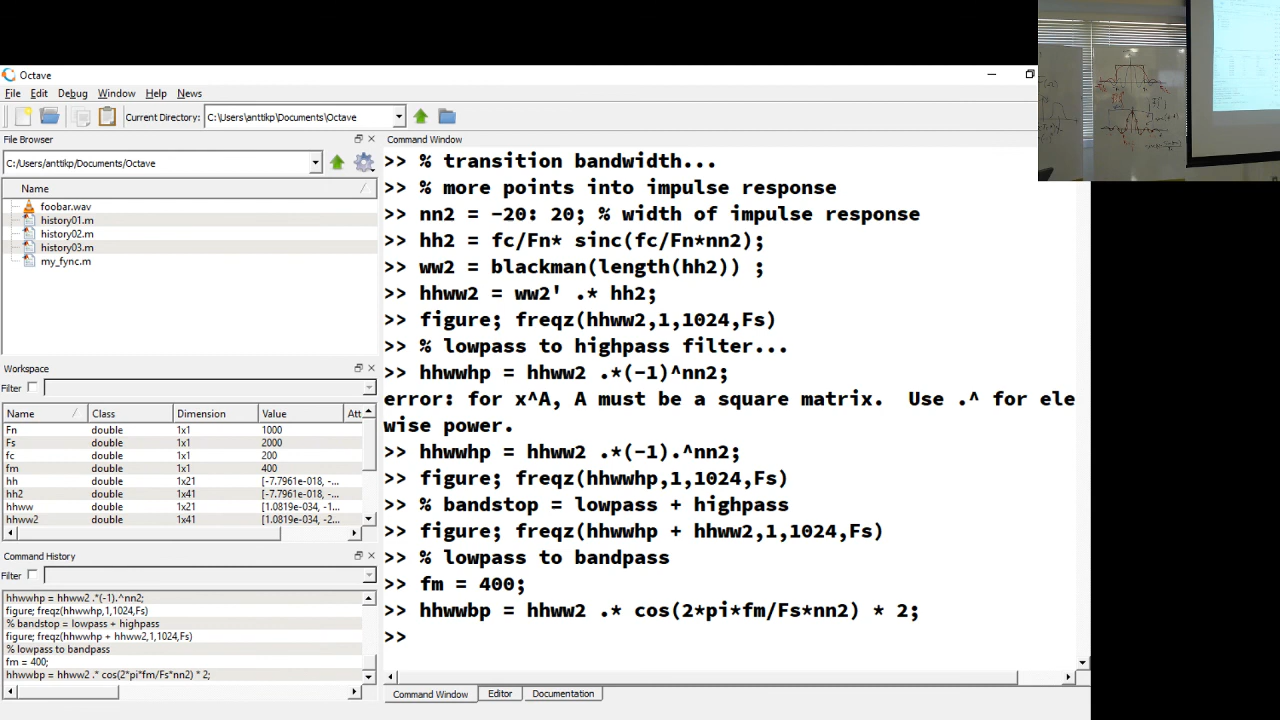 Octave
File Edit Debug Window Help News
Current Directory: C:\Users\anttikp\Documents\Octave
File Browser
C:/Users/anttikp/Documents/Octave
Name
foobar.wav
history01.m
history02.m
history03.m
my_fync.m
Workspace
Filter
Name Class Dimension Value Att
Fn double 1x1 1000
Fs double 1x1 2000
fc double 1x1 200
fm double 1x1 400
hh double 1x21 [-7.7961e-018, -...
hh2 double 1x41 [-7.7961e-018, -...
hhww double 1x21 [1.0819e-034, -1...
hhww2 double 1x41 [1.0819e-034, -2...
Command History
Filter
hhwwhp = hhww2 .*(-1).^nn2;
figure; freqz(hhwwhp,1,1024,Fs)
% bandstop = lowpass + highpass
figure; freqz(hhwwhp + hhww2,1,1024,Fs)
% lowpass to bandpass
fm = 400;
hhwwbp = hhww2 .* cos(2*pi*fm/Fs*nn2) * 2;
Command Window
>> % transition bandwidth...
>> % more points into impulse response
>> nn2 = -20: 20; % width of impulse response
>> hh2 = fc/Fn* sinc(fc/Fn*nn2);
>> ww2 = blackman(length(hh2)) ;
>> hhww2 = ww2' .* hh2;
>> figure; freqz(hhww2,1,1024,Fs)
>> % lowpass to highpass filter...
>> hhwwhp = hhww2 .*(-1)^nn2;
error: for x^A, A must be a square matrix.  Use .^ for ele
wise power.
>> hhwwhp = hhww2 .*(-1).^nn2;
>> figure; freqz(hhwwhp,1,1024,Fs)
>> % bandstop = lowpass + highpass
>> figure; freqz(hhwwhp + hhww2,1,1024,Fs)
>> % lowpass to bandpass
>> fm = 400;
>> hhwwbp = hhww2 .* cos(2*pi*fm/Fs*nn2) * 2;
>>
Command Window Editor Documentation